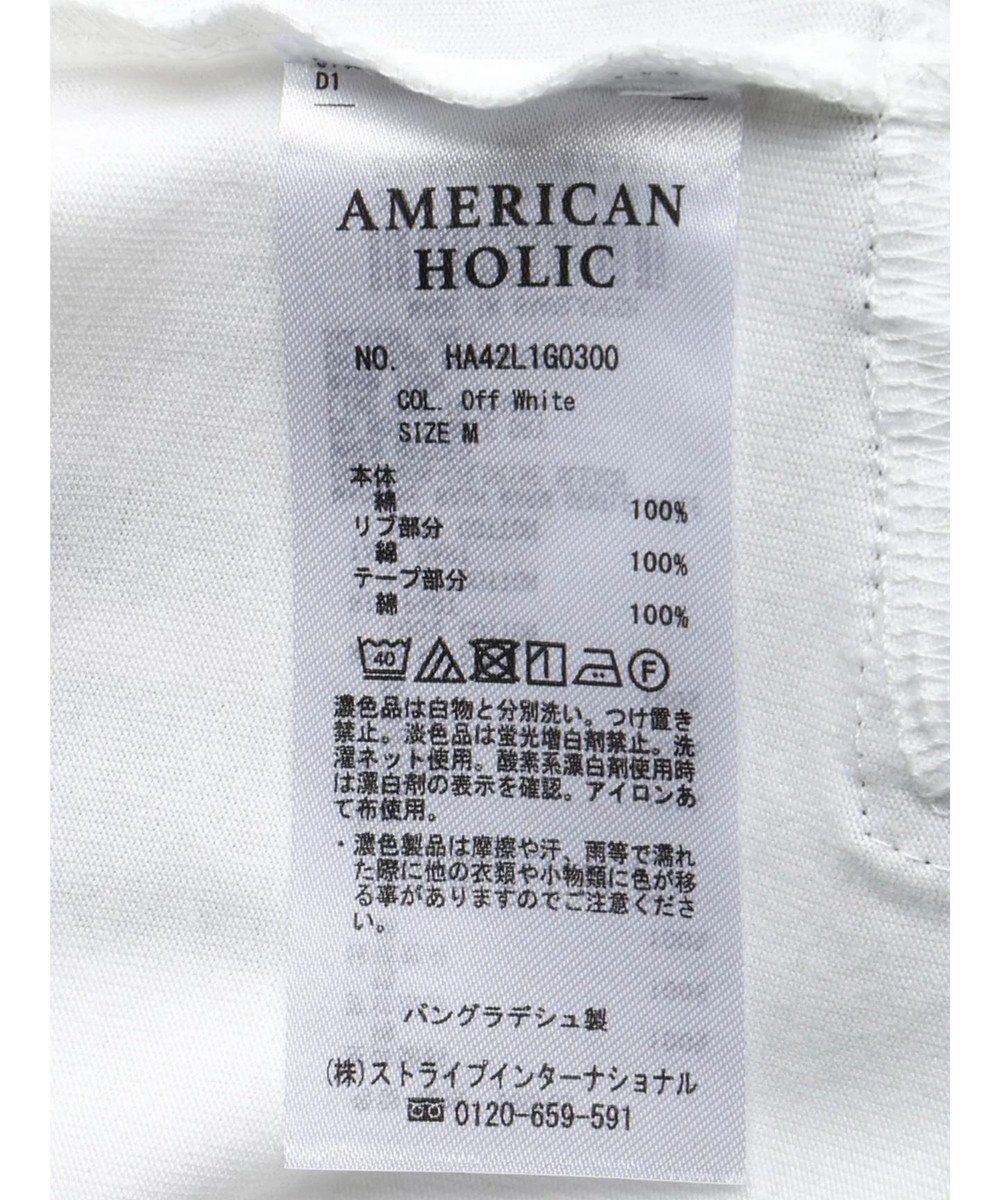 D1
AMERICAN
HOLIC
NO. HA42L1G0300
COL. Off White
SIZE M
本体
綿 100%
リブ部分
綿 100%
テープ部分
綿 100%
40 F
濃色品は白物と分別洗い。つけ置き
禁止。淡色品は蛍光増白剤禁止。洗
濯ネット使用。酸素系漂白剤使用時
は漂白剤の表示を確認。アイロンあ
て布使用。
・濃色製品は摩擦や汗、雨等で濡れ
た際に他の衣類や小物類に色が移
る事がありますのでご注意くださ
い。
バングラデシュ製
(株)ストライプインターナショナル
0120-659-591